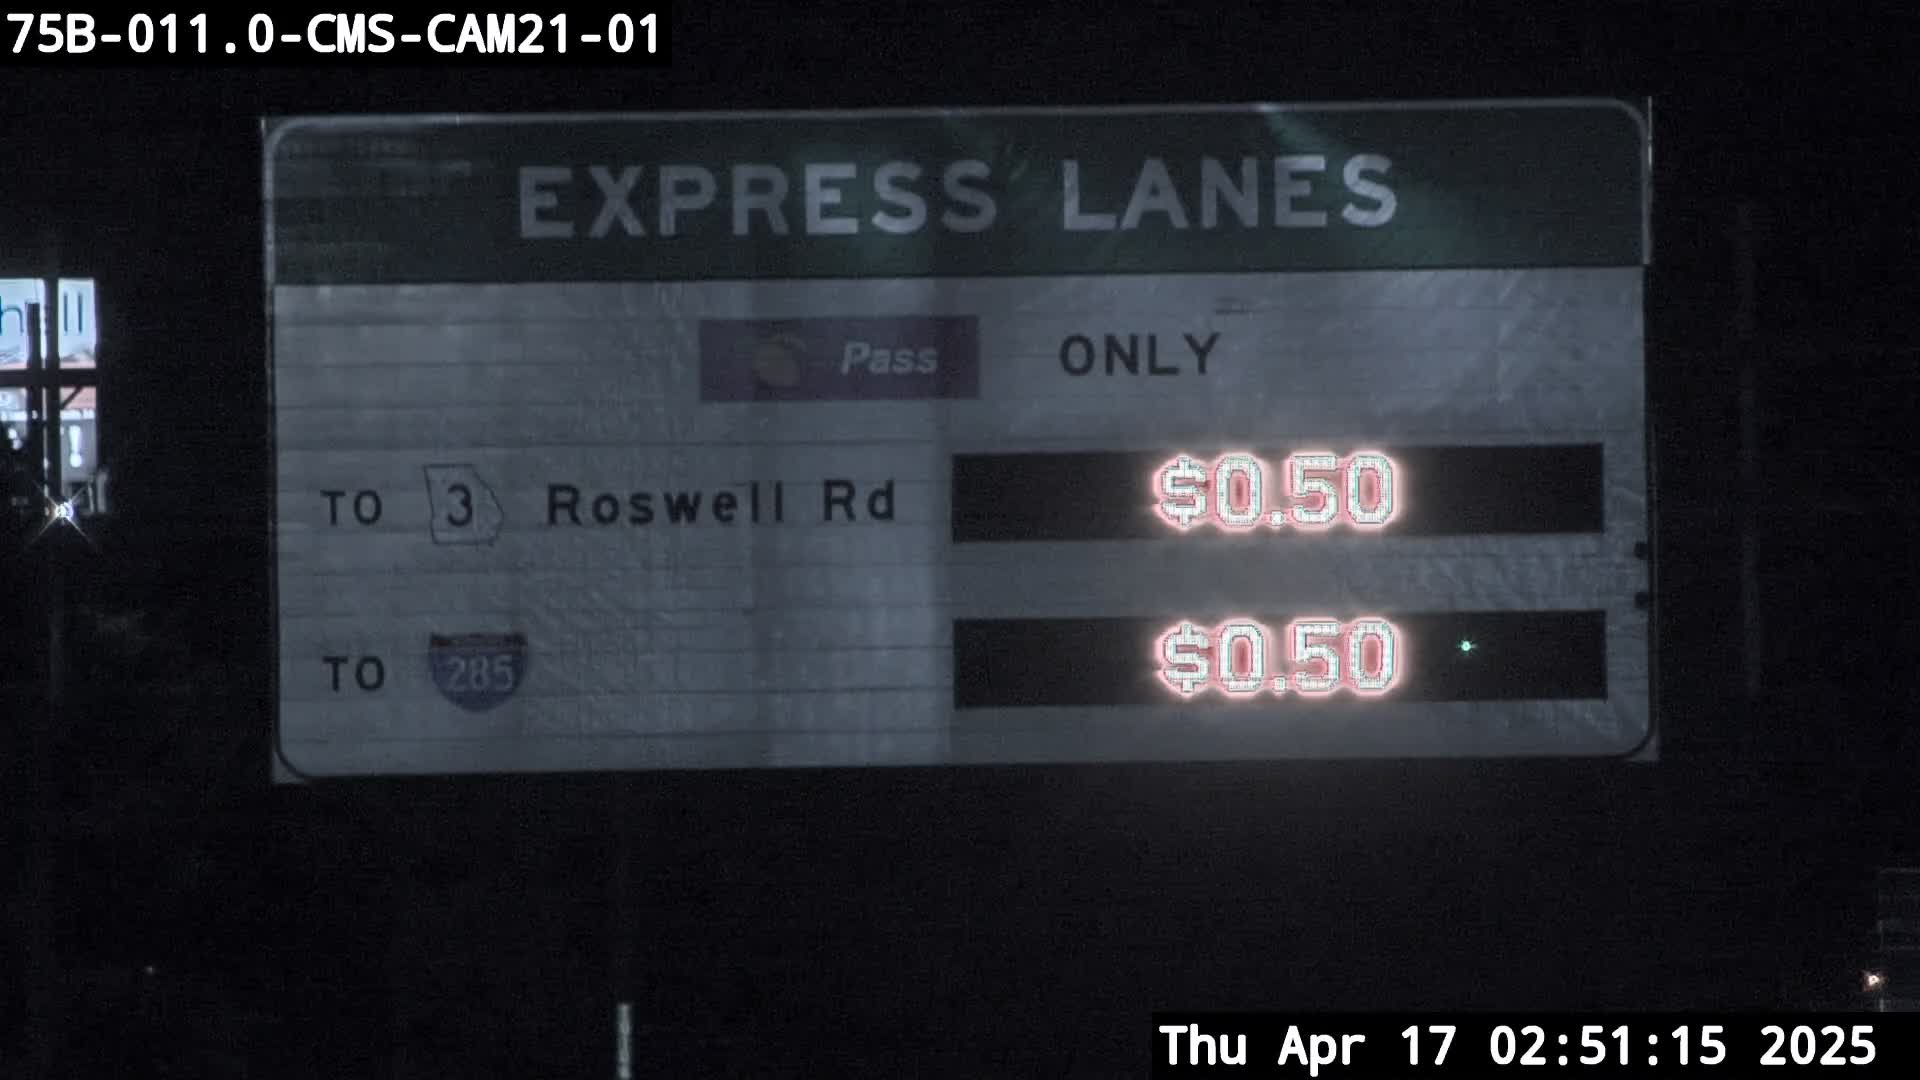 75B-011.0-CMS-CAM21-01
EXPRESS LANES
Pass ONLY
TO 3 Roswell Rd $0.50
TO 285 $0.50
Thu Apr 17 02:51:15 2025